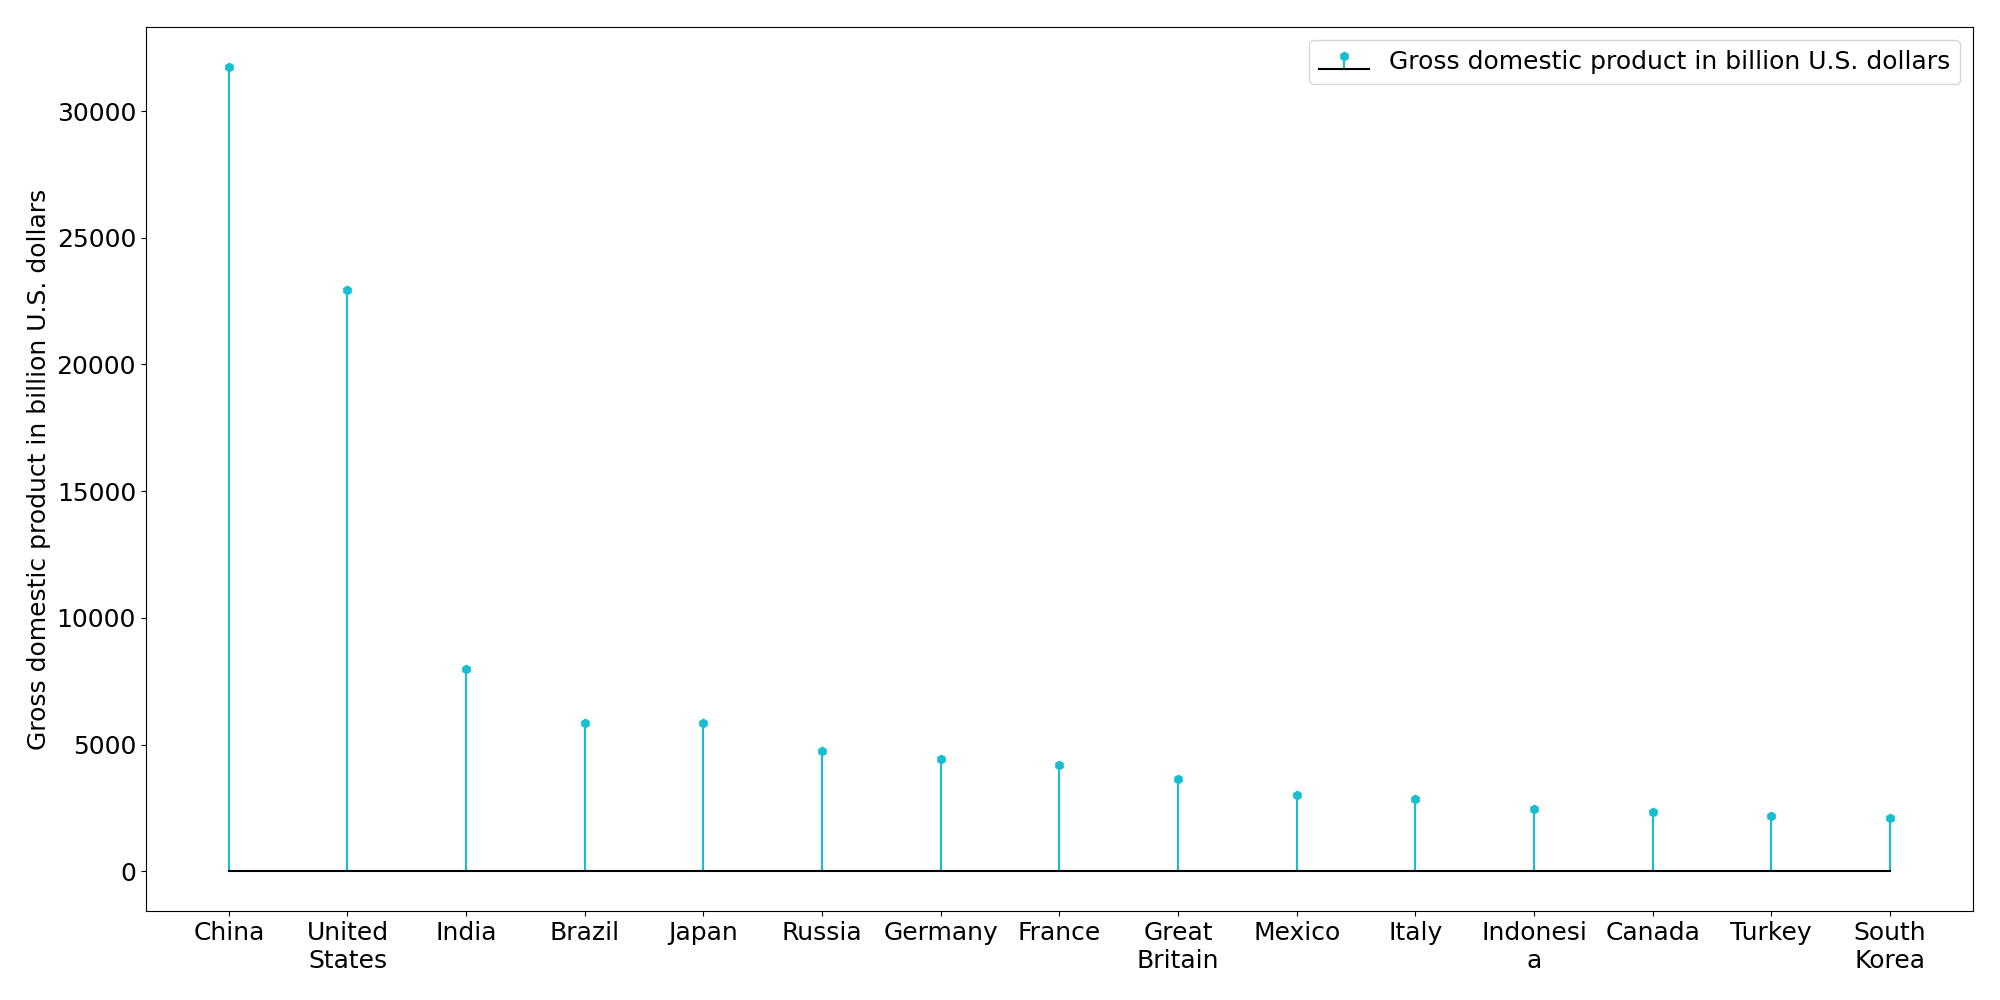 Gross domestic product in billion U.S. dollars
Gross domestic product in billion U.S. dollars
30000
25000
20000
15000
10000
5000
0
China
United
States
India
Brazil
Japan
Russia
Germany
France
Great
Britain
Mexico
Italy
Indonesi
a
Canada
Turkey
South
Korea